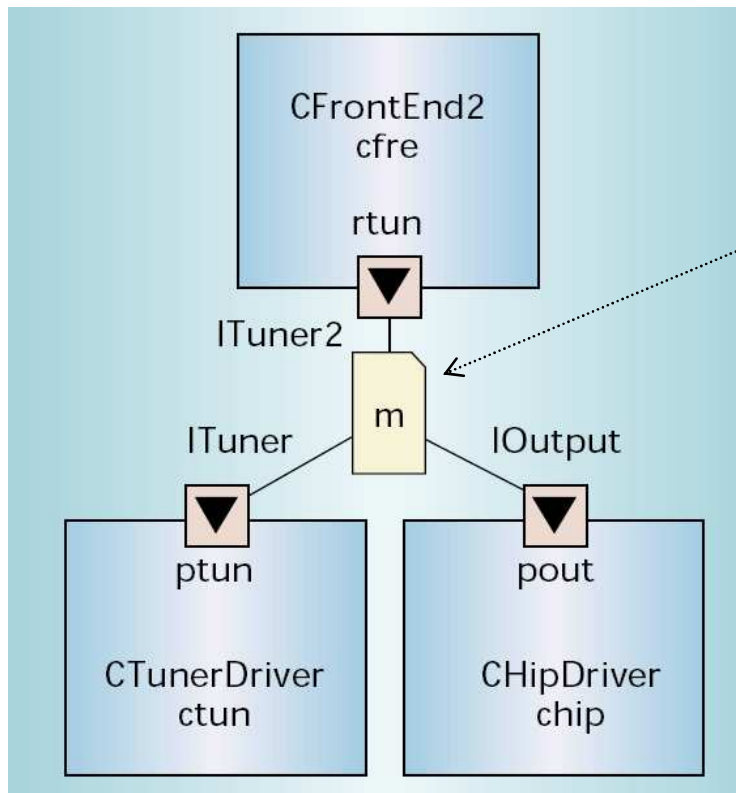 CFrontEnd2
cfre
rtun
ITuner2
m
ITuner
IOutput
ptun
pout
CTunerDriver
ctun
CHipDriver
chip